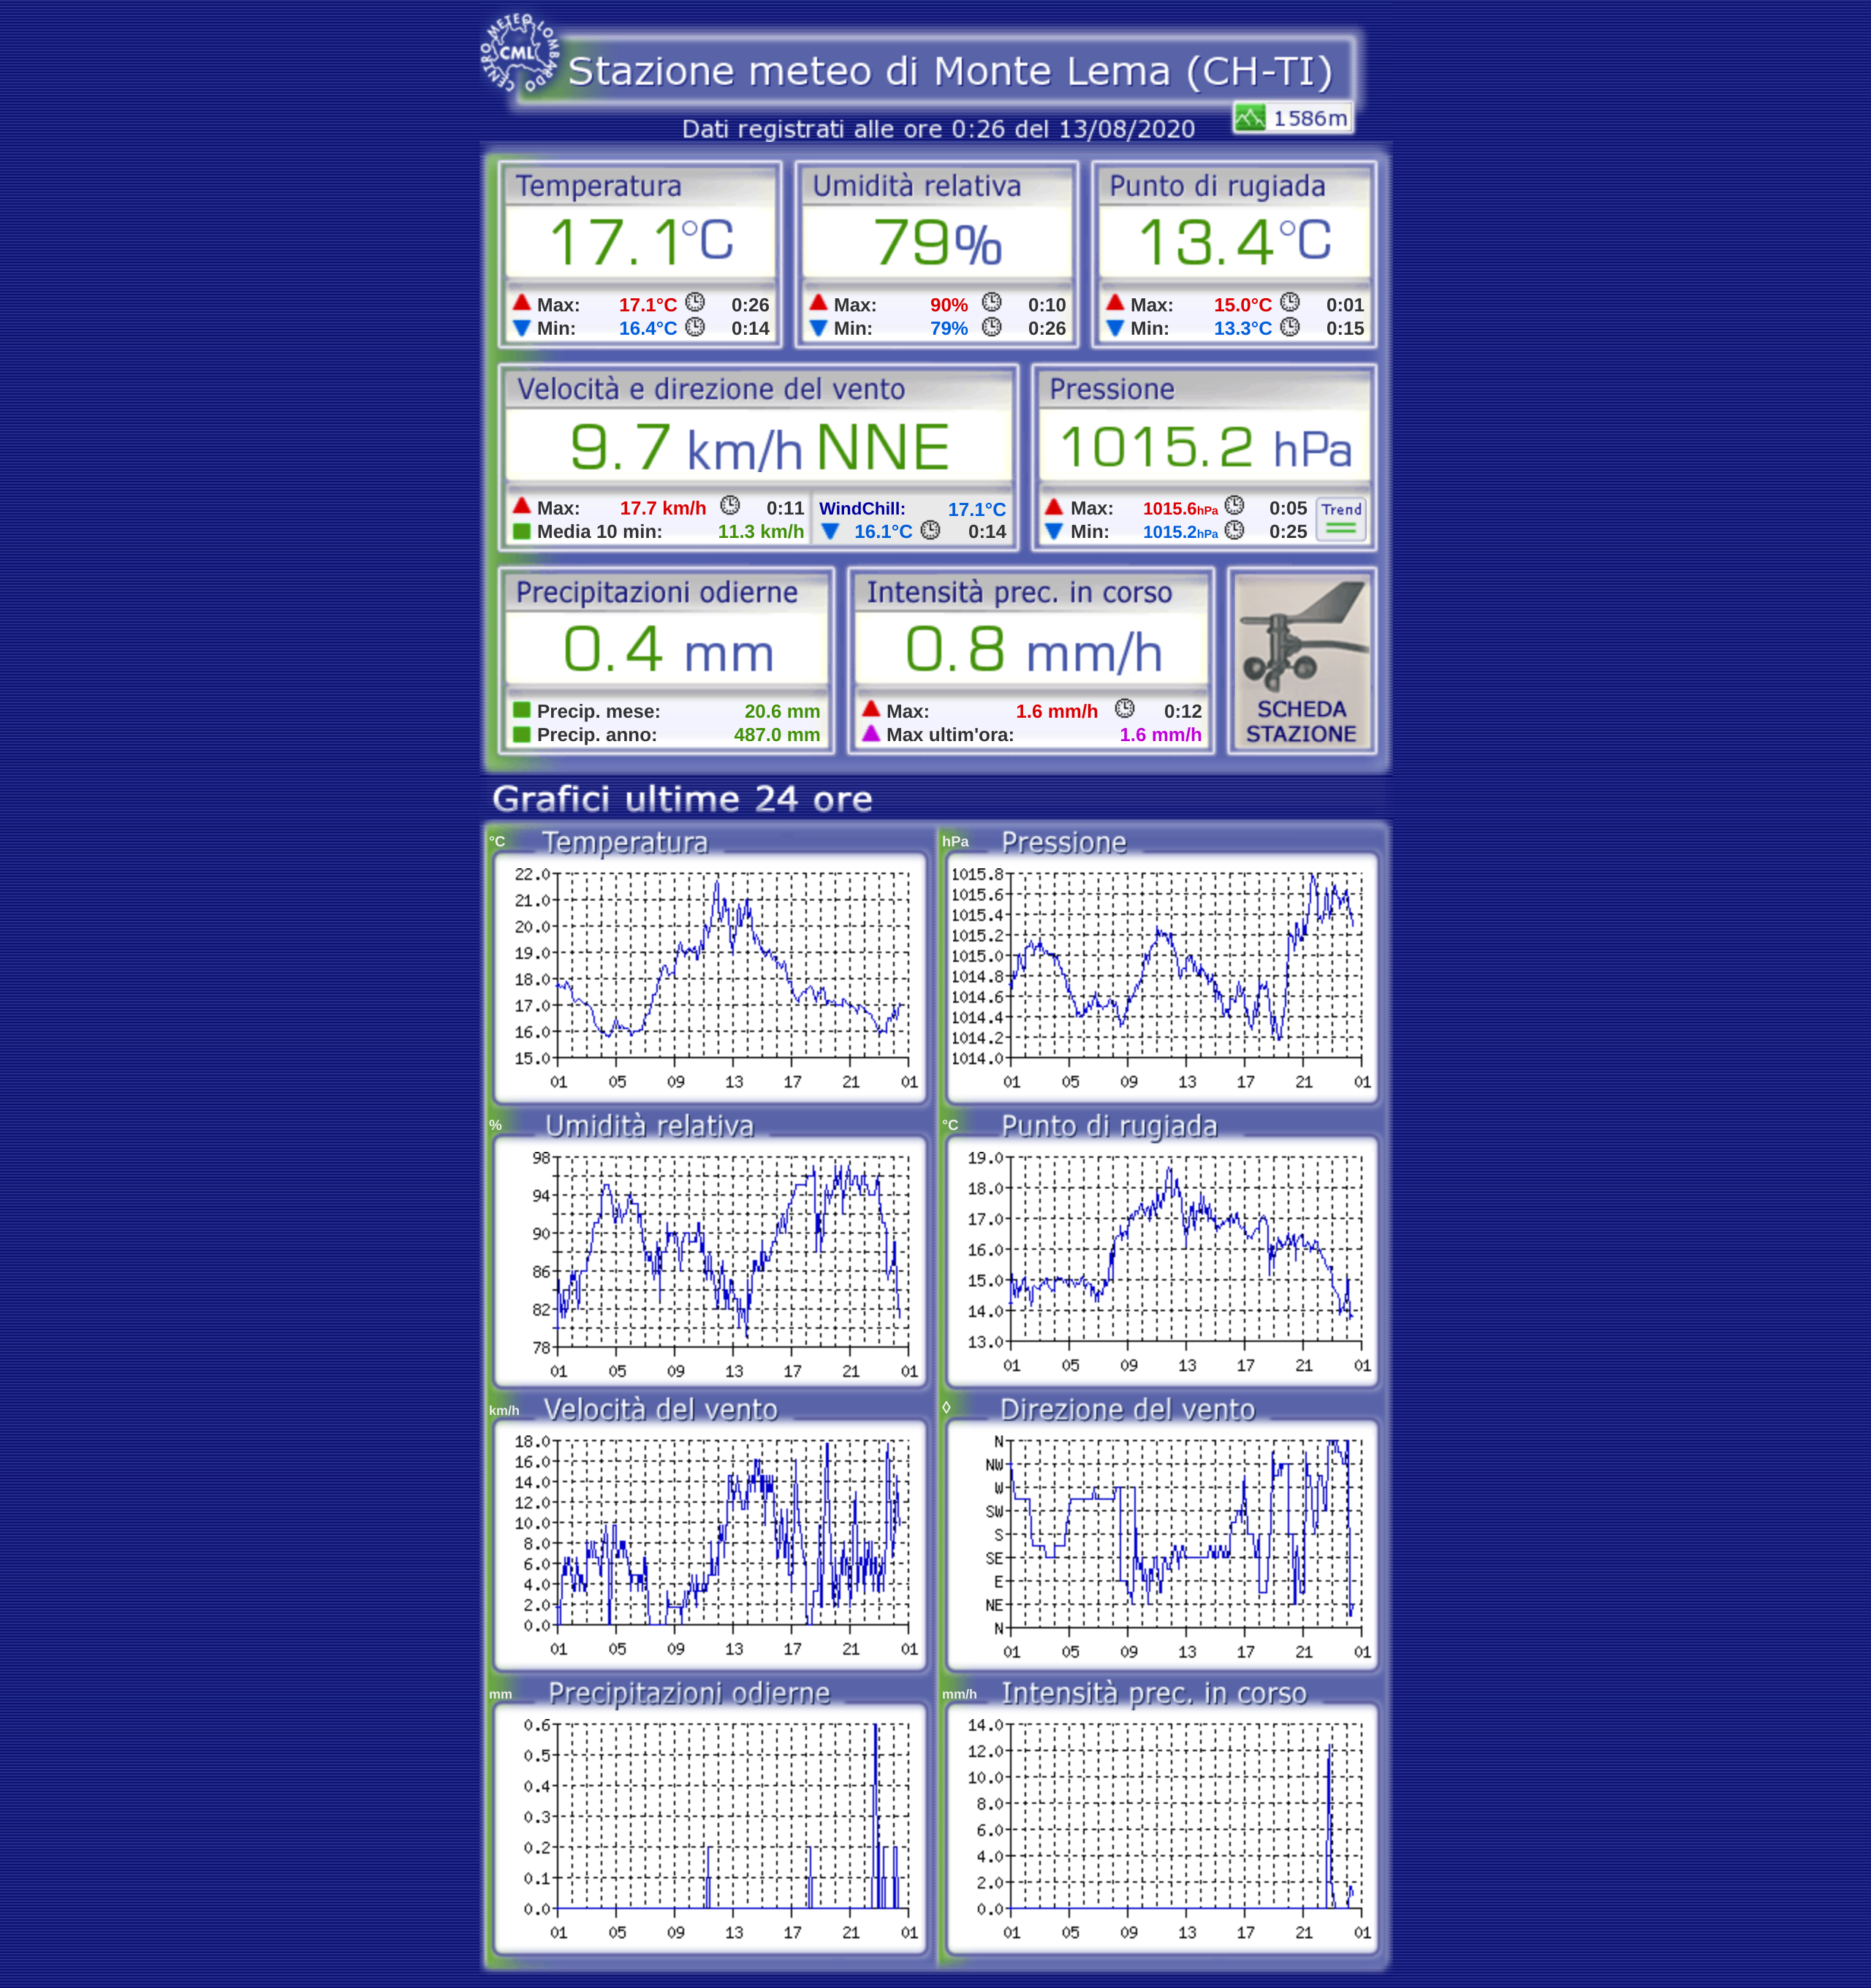 CENTRO METEO LOMBARDO
CML
Stazione meteo di Monte Lema (CH-TI)
1586m
Dati registrati alle ore 0:26 del 13/08/2020
Temperatura
17.1°C
Max: 17.1°C 0:26
Min: 16.4°C 0:14
Umidità relativa
79%
Max: 90% 0:10
Min: 79% 0:26
Punto di rugiada
13.4°C
Max: 15.0°C 0:01
Min: 13.3°C 0:15
Velocità e direzione del vento
9.7 km/h NNE
Max: 17.7 km/h 0:11
Media 10 min: 11.3 km/h
WindChill: 17.1°C
16.1°C 0:14
Pressione
1015.2 hPa
Max: 1015.6hPa 0:05
Min: 1015.2hPa 0:25
Trend
Precipitazioni odierne
0.4 mm
Precip. mese: 20.6 mm
Precip. anno: 487.0 mm
Intensità prec. in corso
0.8 mm/h
Max: 1.6 mm/h 0:12
Max ultim'ora: 1.6 mm/h
SCHEDA
STAZIONE
Grafici ultime 24 ore
°C Temperatura
22.0
21.0
20.0
19.0
18.0
17.0
16.0
15.0
01 05 09 13 17 21 01
hPa Pressione
1015.8
1015.6
1015.4
1015.2
1015.0
1014.8
1014.6
1014.4
1014.2
1014.0
01 05 09 13 17 21 01
% Umidità relativa
98
94
90
86
82
78
01 05 09 13 17 21 01
°C Punto di rugiada
19.0
18.0
17.0
16.0
15.0
14.0
13.0
01 05 09 13 17 21 01
km/h Velocità del vento
18.0
16.0
14.0
12.0
10.0
8.0
6.0
4.0
2.0
0.0
01 05 09 13 17 21 01
◊ Direzione del vento
N
NW
W
SW
S
SE
E
NE
N
01 05 09 13 17 21 01
mm Precipitazioni odierne
0.6
0.5
0.4
0.3
0.2
0.1
0.0
01 05 09 13 17 21 01
mm/h Intensità prec. in corso
14.0
12.0
10.0
8.0
6.0
4.0
2.0
0.0
01 05 09 13 17 21 01